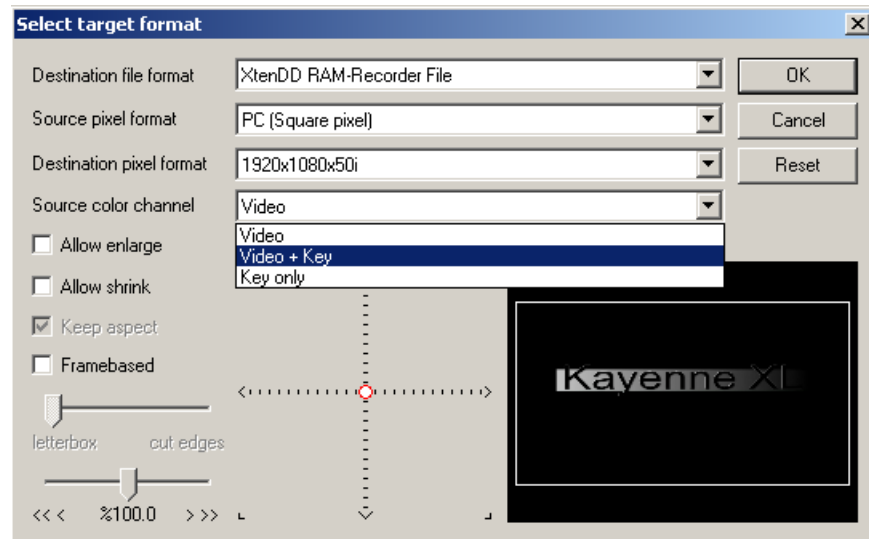 Select target format
Destination file format XtenDD RAM-Recorder File OK
Source pixel format PC (Square pixel) Cancel
Destination pixel format 1920x1080x50i Reset
Source color channel Video
Video
Video + Key
Key only
Allow enlarge
Allow shrink
Keep aspect
Framebased
Kayenne XL
letterbox cut edges
<< < %100.0 > >>